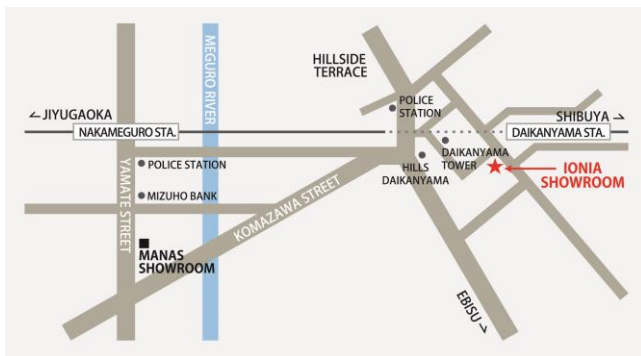 HILLSIDE
TERRACE
MEGURO RIVER
POLICE
STATION
← JIYUGAOKA
SHIBUYA →
NAKAMEGURO STA.
DAIKANYAMA STA.
DAIKANYAMA
TOWER
HILLS
DAIKANYAMA
IONIA
SHOWROOM
YAMATE STREET
POLICE STATION
MIZUHO BANK
KOMAZAWA STREET
MANAS
SHOWROOM
EBISU →